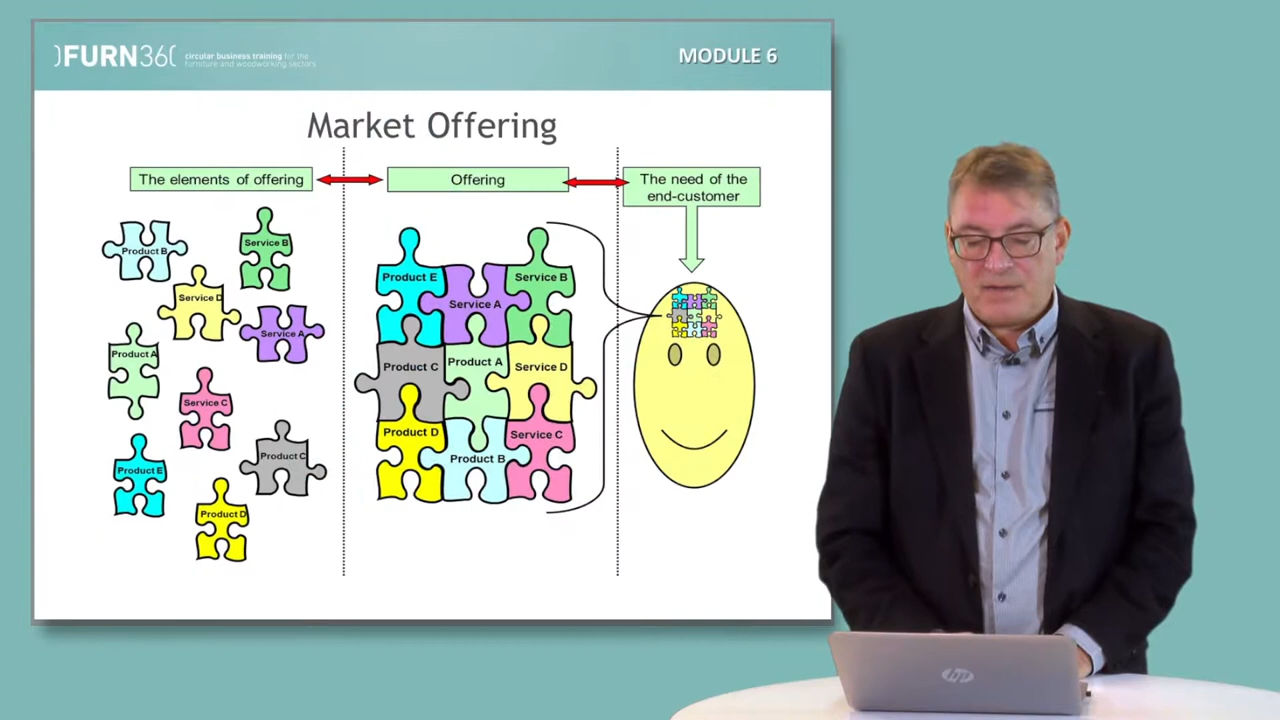 FURN360
circular business training for the
furniture and woodworking sectors
MODULE 6
Market Offering
The elements of offering
Offering
The need of the
end-customer
Product B
Service B
Service D
Service A
Product A
Service C
Product C
Product E
Product D
Product E
Service A
Service B
Product C
Product A
Service D
Product D
Product B
Service C
hp